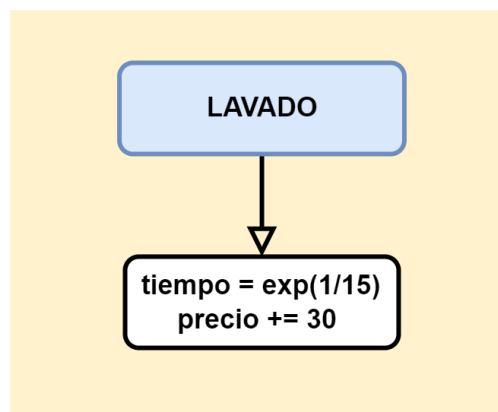 LAVADO
tiempo = exp(1/15)
precio += 30